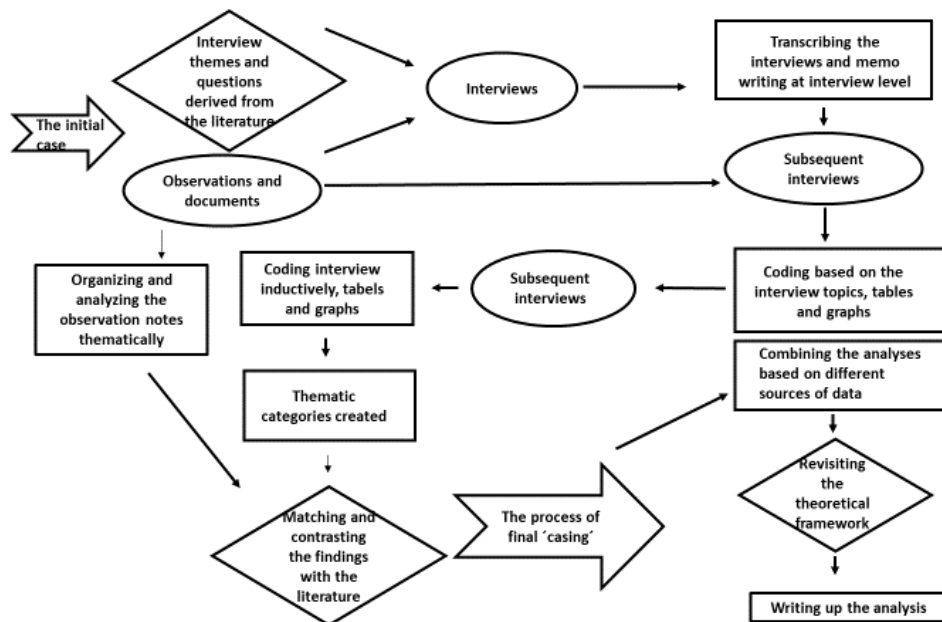 Interview
themes and
questions
derived from
the literature
Interviews
Transcribing the
interviews and memo
writing at interview level
The initial
case
Observations and
documents
Subsequent
interviews
Organizing and
analyzing the
observation notes
thematically
Coding interview
inductively, tabels
and graphs
Subsequent
interviews
Coding based on the
interview topics, tables
and graphs
Combining the analyses
based on different
sources of data
Thematic
categories created
Revisiting
the
theoretical
framework
Matching and
contrasting
the findings
with the
literature
The process of
final ´casing´
Writing up the analysis